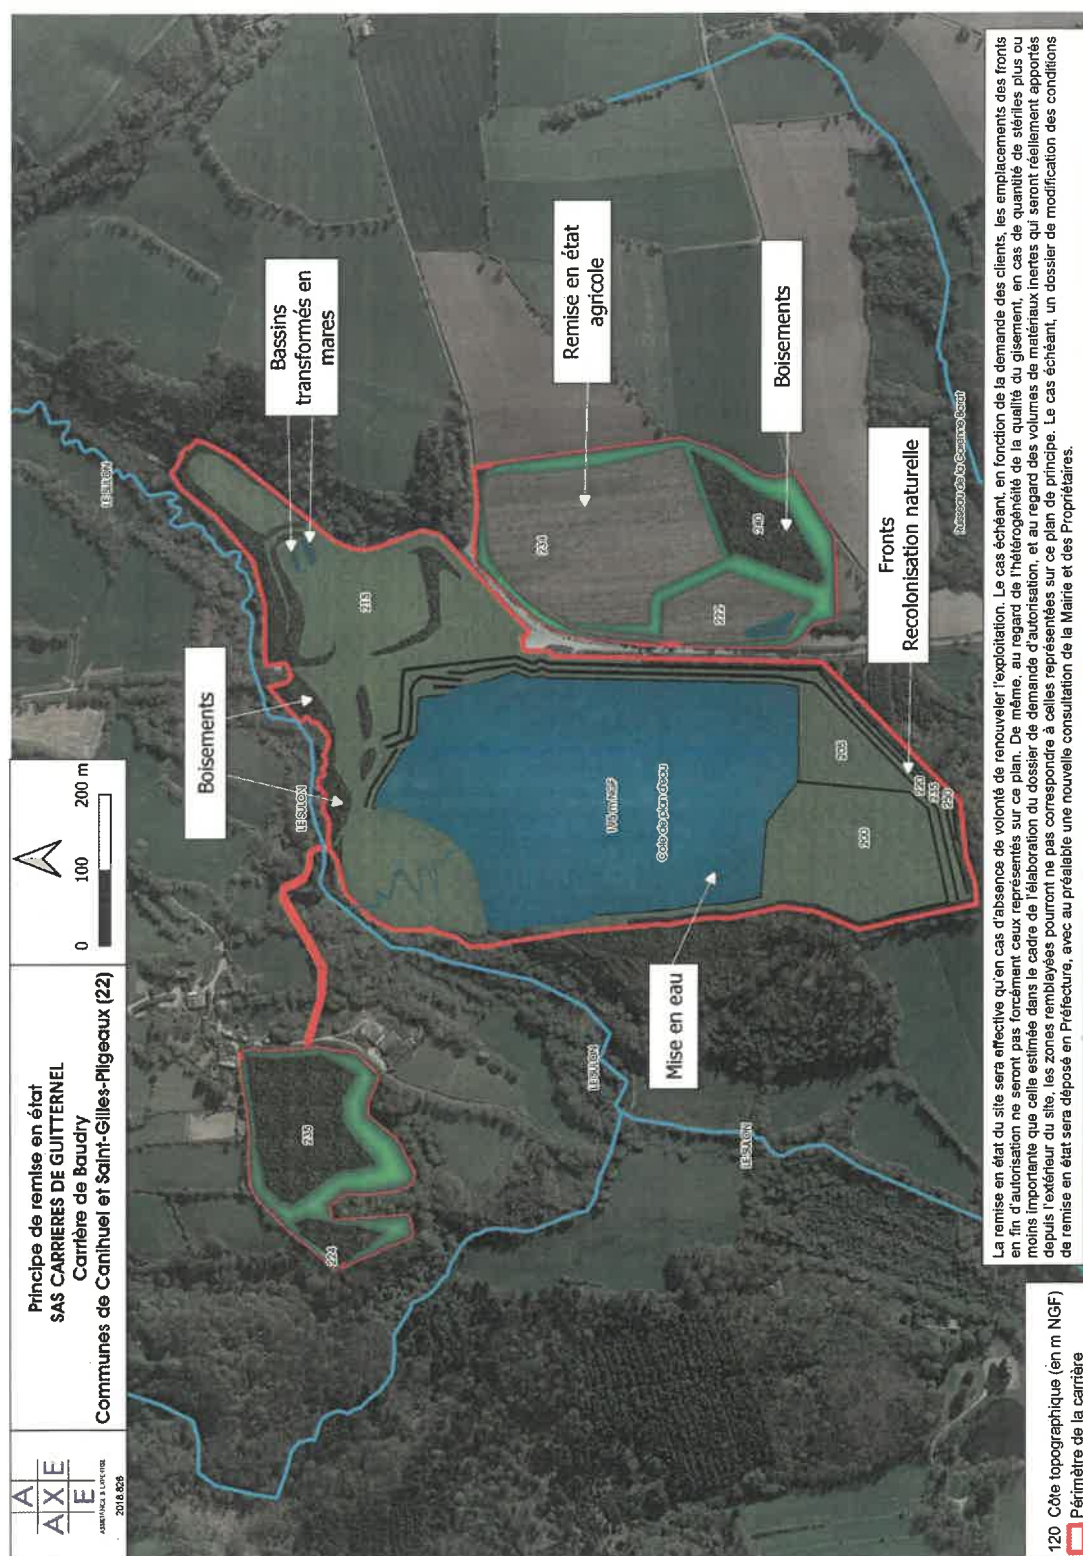 A
AXE
E
ASSISTANCE & EXPERTISE
2018.826
Principe de remise en état
SAS CARRIERES DE GUITTERNEL
Carrière de Baudry
Communes de Canihuel et Saint-Gilles-Pligeaux (22)
0 100 200 m
LE SULON
Boisements
LE SULON
Bassins
transformés en
mares
215
235
224
Remise en état
agricole
231
240
222
Boisements
LE SULON
LE SULON
Mise en eau
Cote de plan d'eau
205
200
220
235
250
Fronts
Recolonisation naturelle
120 Côte topographique (en m NGF)
Périmètre de la carrière
La remise en état du site sera effective qu'en cas d'absence de volonté de renouveler l'exploitation. Le cas échéant, en fonction de la demande des clients, les emplacements des fronts
en fin d'autorisation ne seront pas forcément ceux représentés sur ce plan. De même, au regard de l'hétérogénéité de la qualité du gisement, en cas de quantité de stériles plus ou
moins importante que celle estimée dans le cadre de l'élaboration du dossier de demande d'autorisation, et au regard des volumes de matériaux inertes qui seront réellement apportés
depuis l'extérieur du site, les zones remblayées pourront ne pas correspondre à celles représentées sur ce plan de principe. Le cas échéant, un dossier de modification des conditions
de remise en état sera déposé en Préfecture, avec au préalable une nouvelle consultation de la Mairie et des Propriétaires.